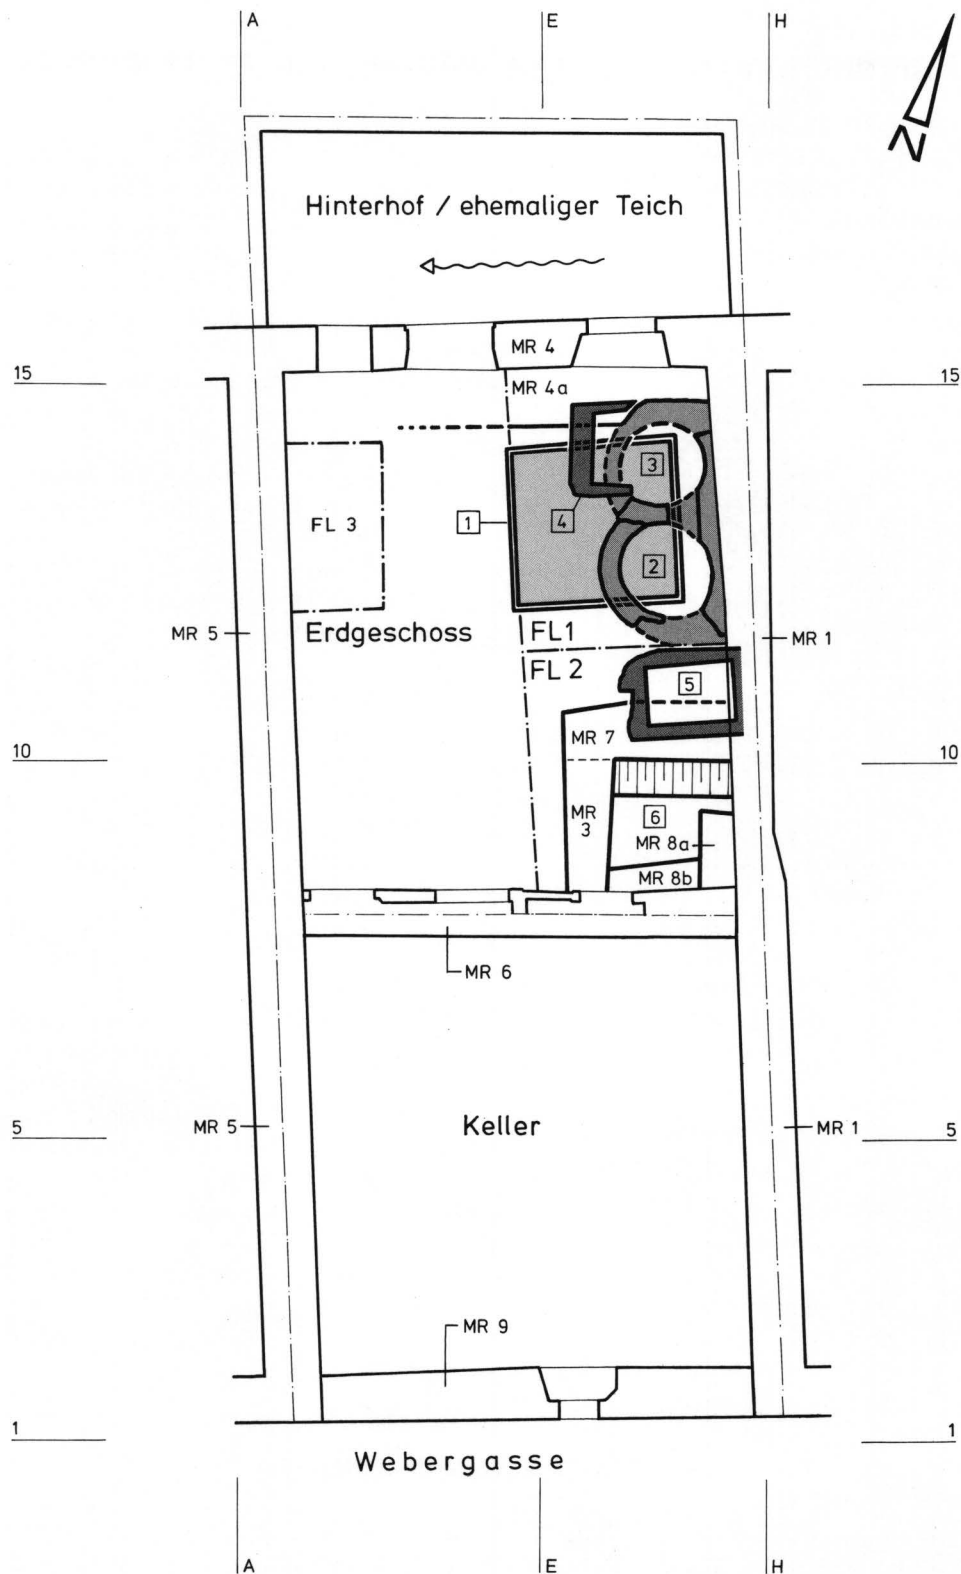 A E H
N
Hinterhof / ehemaliger Teich
MR 4
15 MR 4a 15
3
FL 3 1 4
2
MR 5 Erdgeschoss FL1 MR 1
FL 2
5
10 MR 7 10
MR 3
6
MR 8a
MR 8b
MR 6
5 MR 5 Keller MR 1 5
MR 9
1 1
Webergasse
A E H